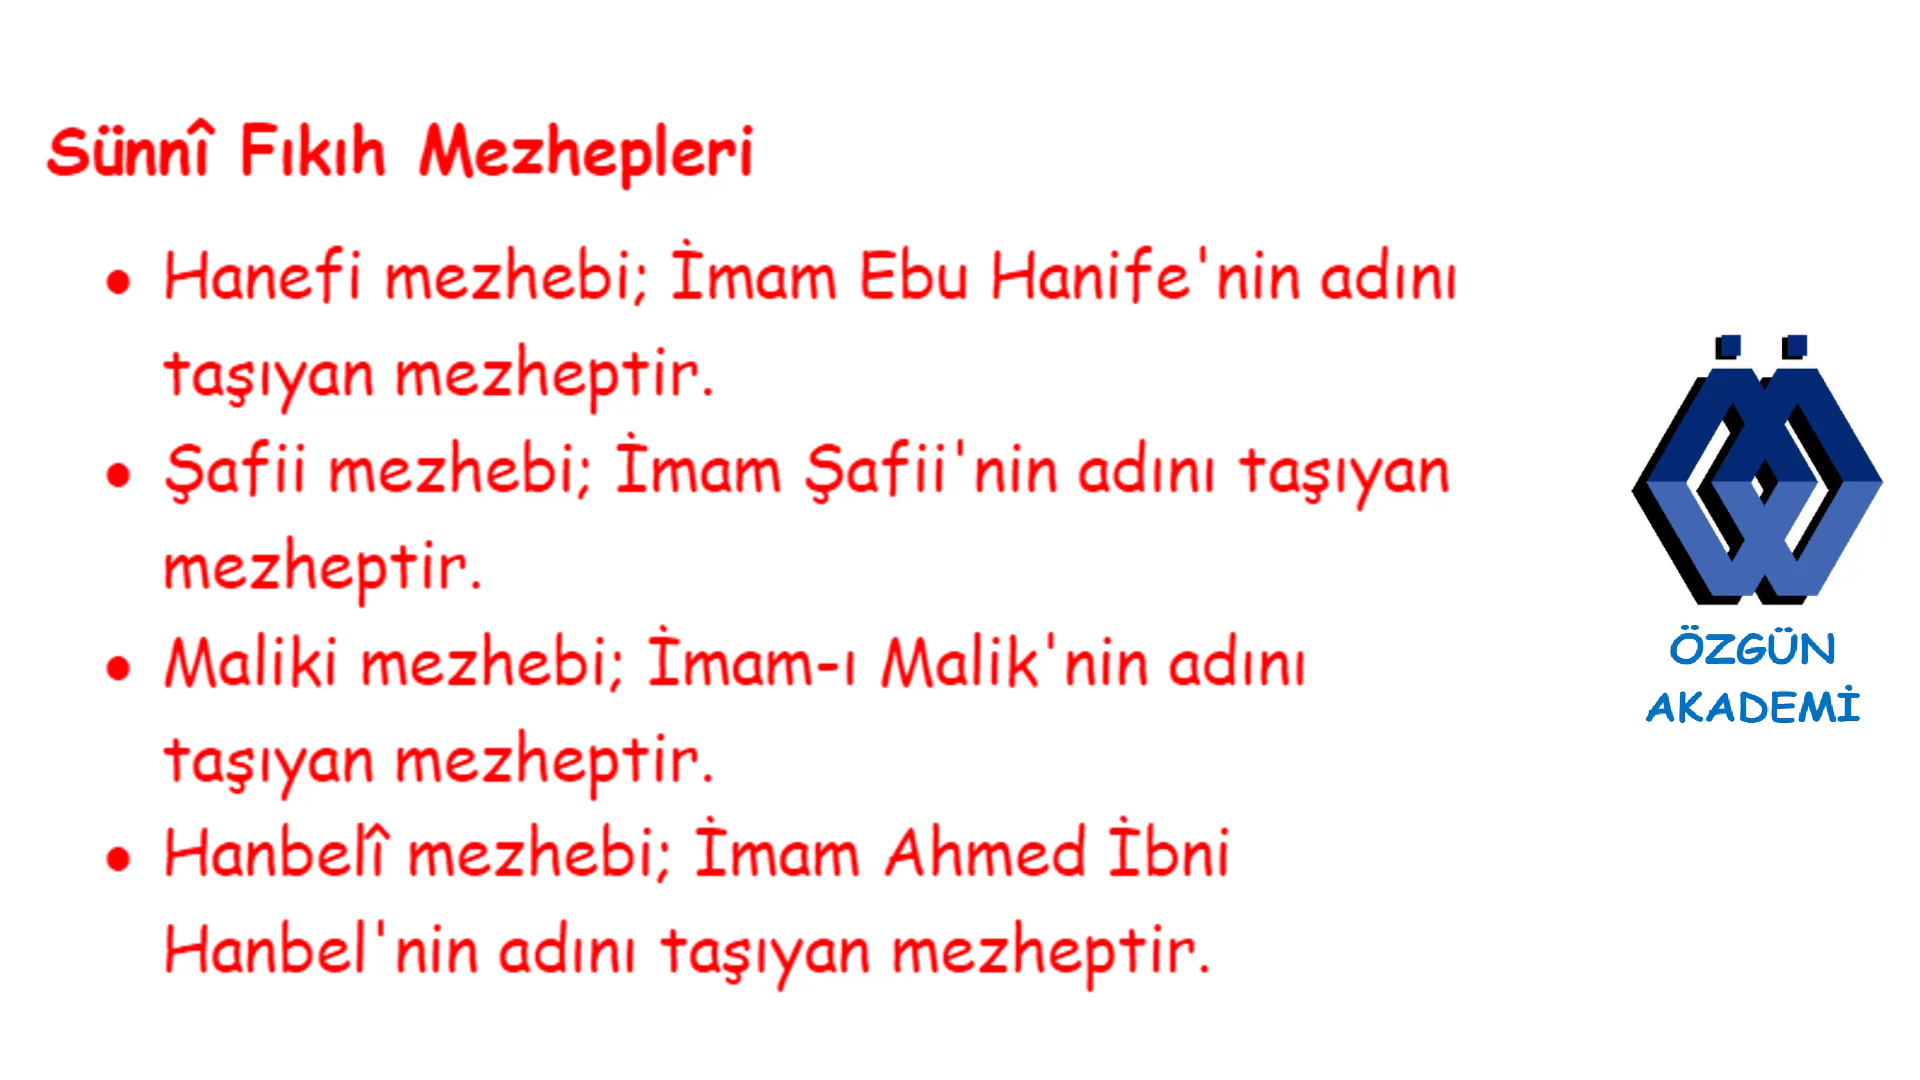 Sünnî Fıkıh Mezhepleri
• Hanefi mezhebi; İmam Ebu Hanife'nin adını
taşıyan mezheptir.
• Şafii mezhebi; İmam Şafii'nin adını taşıyan
mezheptir.
• Maliki mezhebi; İmam-ı Malik'nin adını
taşıyan mezheptir.
• Hanbelî mezhebi; İmam Ahmed İbni
Hanbel'nin adını taşıyan mezheptir.
ÖZGÜN
AKADEMİ